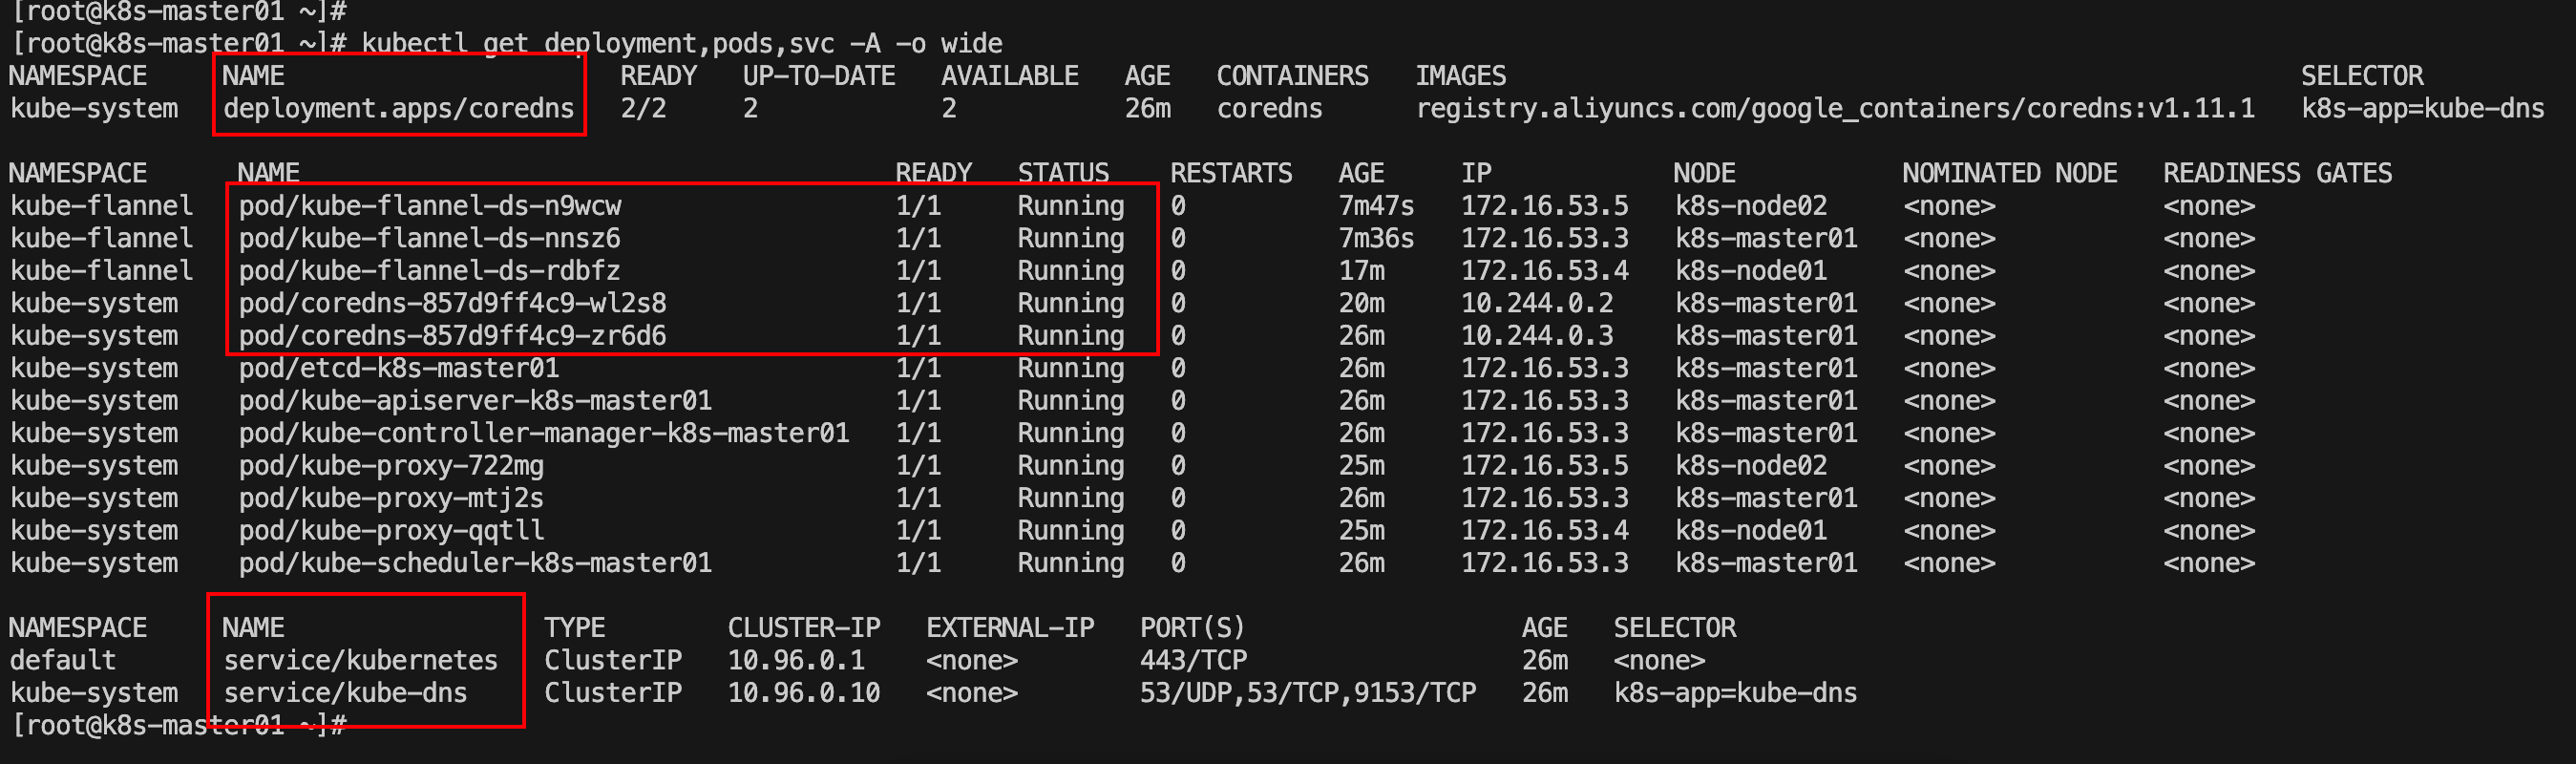 [root@k8s-master01 ~]#
[root@k8s-master01 ~]# kubectl get deployment,pods,svc -A -o wide
NAMESPACE NAME READY UP-TO-DATE AVAILABLE AGE CONTAINERS IMAGES SELECTOR
kube-system deployment.apps/coredns 2/2 2 2 26m coredns registry.aliyuncs.com/google_containers/coredns:v1.11.1 k8s-app=kube-dns
NAMESPACE NAME READY STATUS RESTARTS AGE IP NODE NOMINATED NODE READINESS GATES
kube-flannel pod/kube-flannel-ds-n9wcw 1/1 Running 0 7m47s 172.16.53.5 k8s-node02 <none> <none>
kube-flannel pod/kube-flannel-ds-nnsz6 1/1 Running 0 7m36s 172.16.53.3 k8s-master01 <none> <none>
kube-flannel pod/kube-flannel-ds-rdbfz 1/1 Running 0 17m 172.16.53.4 k8s-node01 <none> <none>
kube-system pod/coredns-857d9ff4c9-wl2s8 1/1 Running 0 20m 10.244.0.2 k8s-master01 <none> <none>
kube-system pod/coredns-857d9ff4c9-zr6d6 1/1 Running 0 26m 10.244.0.3 k8s-master01 <none> <none>
kube-system pod/etcd-k8s-master01 1/1 Running 0 26m 172.16.53.3 k8s-master01 <none> <none>
kube-system pod/kube-apiserver-k8s-master01 1/1 Running 0 26m 172.16.53.3 k8s-master01 <none> <none>
kube-system pod/kube-controller-manager-k8s-master01 1/1 Running 0 26m 172.16.53.3 k8s-master01 <none> <none>
kube-system pod/kube-proxy-722mg 1/1 Running 0 25m 172.16.53.5 k8s-node02 <none> <none>
kube-system pod/kube-proxy-mtj2s 1/1 Running 0 26m 172.16.53.3 k8s-master01 <none> <none>
kube-system pod/kube-proxy-qqtll 1/1 Running 0 25m 172.16.53.4 k8s-node01 <none> <none>
kube-system pod/kube-scheduler-k8s-master01 1/1 Running 0 26m 172.16.53.3 k8s-master01 <none> <none>
NAMESPACE NAME TYPE CLUSTER-IP EXTERNAL-IP PORT(S) AGE SELECTOR
default service/kubernetes ClusterIP 10.96.0.1 <none> 443/TCP 26m <none>
kube-system service/kube-dns ClusterIP 10.96.0.10 <none> 53/UDP,53/TCP,9153/TCP 26m k8s-app=kube-dns
[root@k8s-master01 ~]#